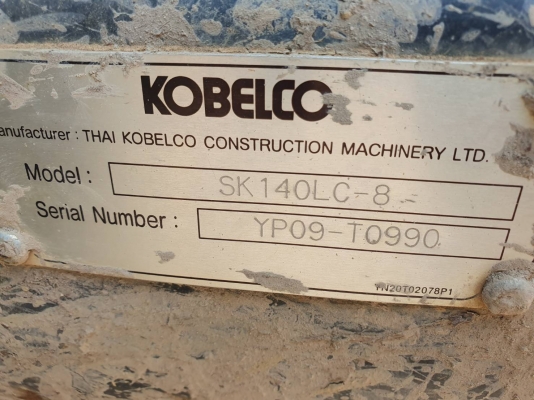 KOBELCO
anufacturer : THAI KOBELCO CONSTRUCTION MACHINERY LTD.
Model : SK140LC-8
Serial Number : YP09-T0990
YN20T02078P1